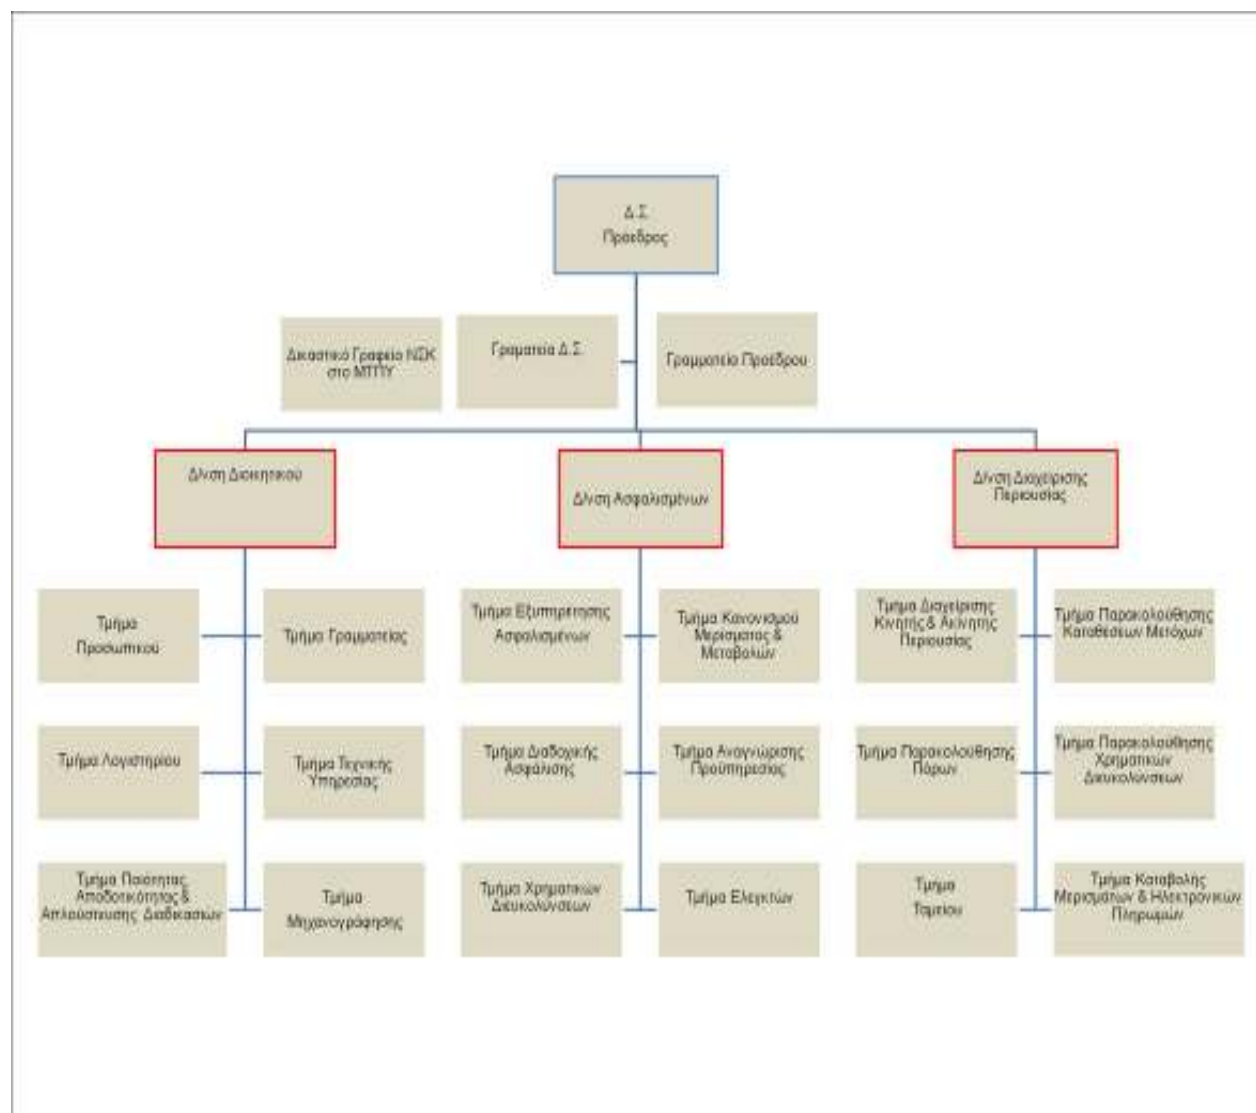 Δ.Σ.
Πρόεδρος
Δικαστικό Γραφείο ΝΣΚ
στο ΜΤΠΥ
Γραματεία Δ.Σ.
Γραμματεία Προέδρου
Δ/νση Διοικητικού
Δ/νση Ασφαλισμένων
Δ/νση Διαχείρισης
Περιουσίας
Τμήμα
Προσωπικού
Τμήμα Γραμματείας
Τμήμα Εξυπηρέτησης
Ασφαλισμένων
Τμήμα Κανονισμού
Μερίσματος &
Μεταβολών
Τμήμα Διαχείρισης
Κινητής & Ακίνητης
Περιουσίας
Τμήμα Παρακολούθησης
Καταθέσεων Μετόχων
Τμήμα Λογιστηρίου
Τμήμα Τεχνικής
Υπηρεσίας
Τμήμα Διαδοχικής
Ασφάλισης
Τμήμα Αναγνώρισης
Προϋπηρεσίας
Τμήμα Παρακολούθησης
Πόρων
Τμήμα Παρακολούθησης
Χρηματικών
Διευκολύνσεων
Τμήμα Ποιότητας,
Αποδοτικότητας &
Απλούστευσης Διαδικασιών
Τμήμα
Μηχανογράφησης
Τμήμα Χρηματικών
Διευκολύνσεων
Τμήμα Ελεγκτών
Τμήμα
Ταμείου
Τμήμα Καταβολής
Μερισμάτων & Ηλεκτρονικών
Πληρωμών